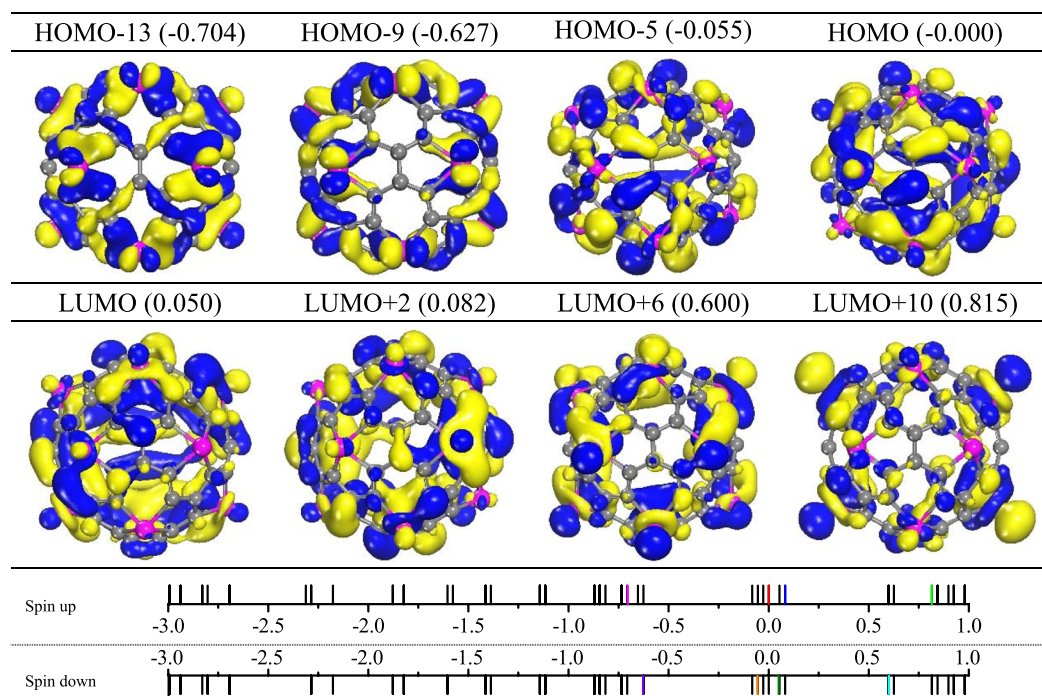 HOMO-13 (-0.704) HOMO-9 (-0.627) HOMO-5 (-0.055) HOMO (-0.000)
LUMO (0.050) LUMO+2 (0.082) LUMO+6 (0.600) LUMO+10 (0.815)
Spin up
-3.0 -2.5 -2.0 -1.5 -1.0 -0.5 0.0 0.5 1.0
-3.0 -2.5 -2.0 -1.5 -1.0 -0.5 0.0 0.5 1.0
Spin down